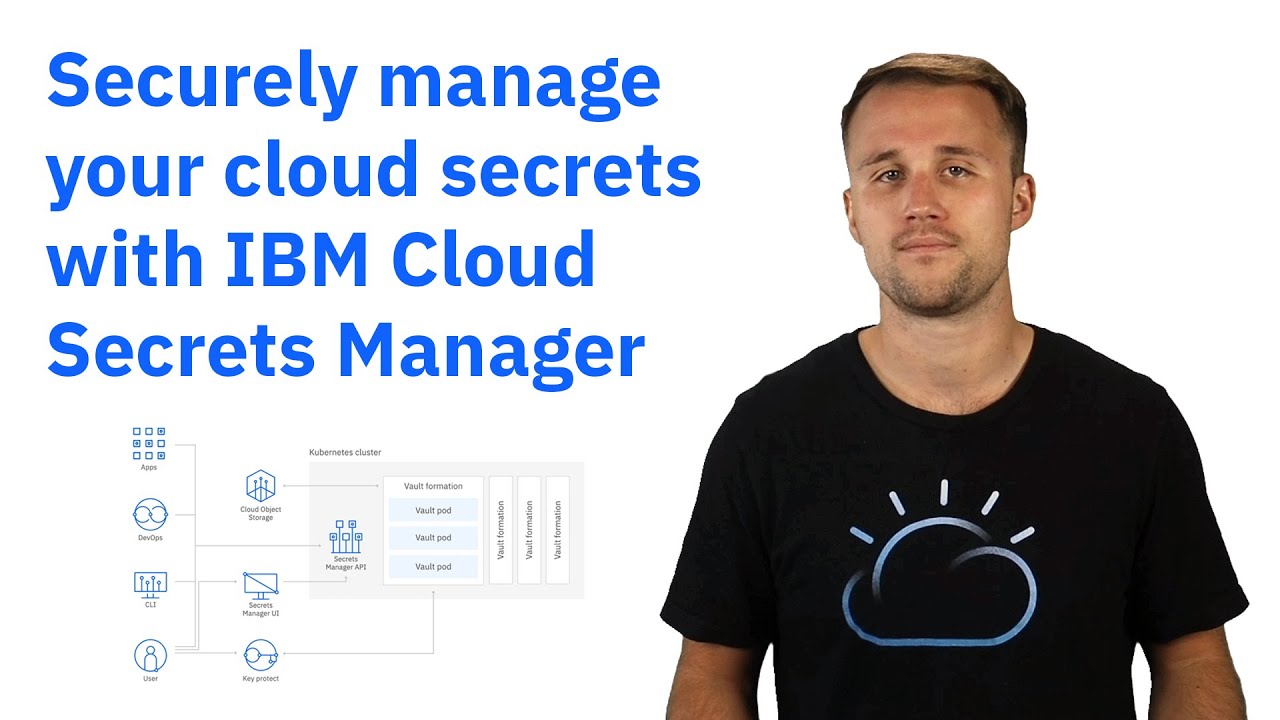 Securely manage
your cloud secrets
with IBM Cloud
Secrets Manager
Kubernetes cluster
Apps
DevOps
CLI
User
Cloud Object
Storage
Secrets
Manager API
Secrets
Manager UI
Key protect
Vault formation
Vault pod
Vault pod
Vault pod
Vault formation
Vault formation
Vault formation